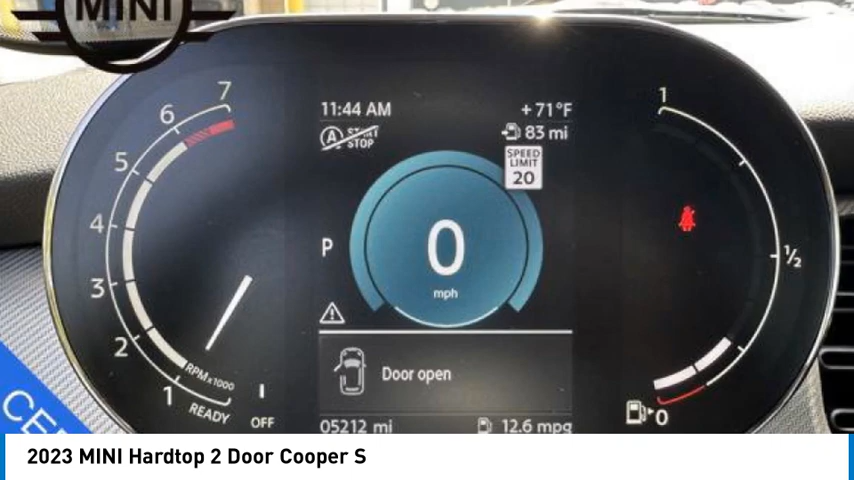 MINI
7
6
5
4
3
2
1
RPM x1000
READY
OFF
11:44 AM
+71°F
A START STOP
83 mi
SPEED LIMIT 20
P
0
mph
Door open
05212 mi
12.6 mpg
1
1/2
0
2023 MINI Hardtop 2 Door Cooper S